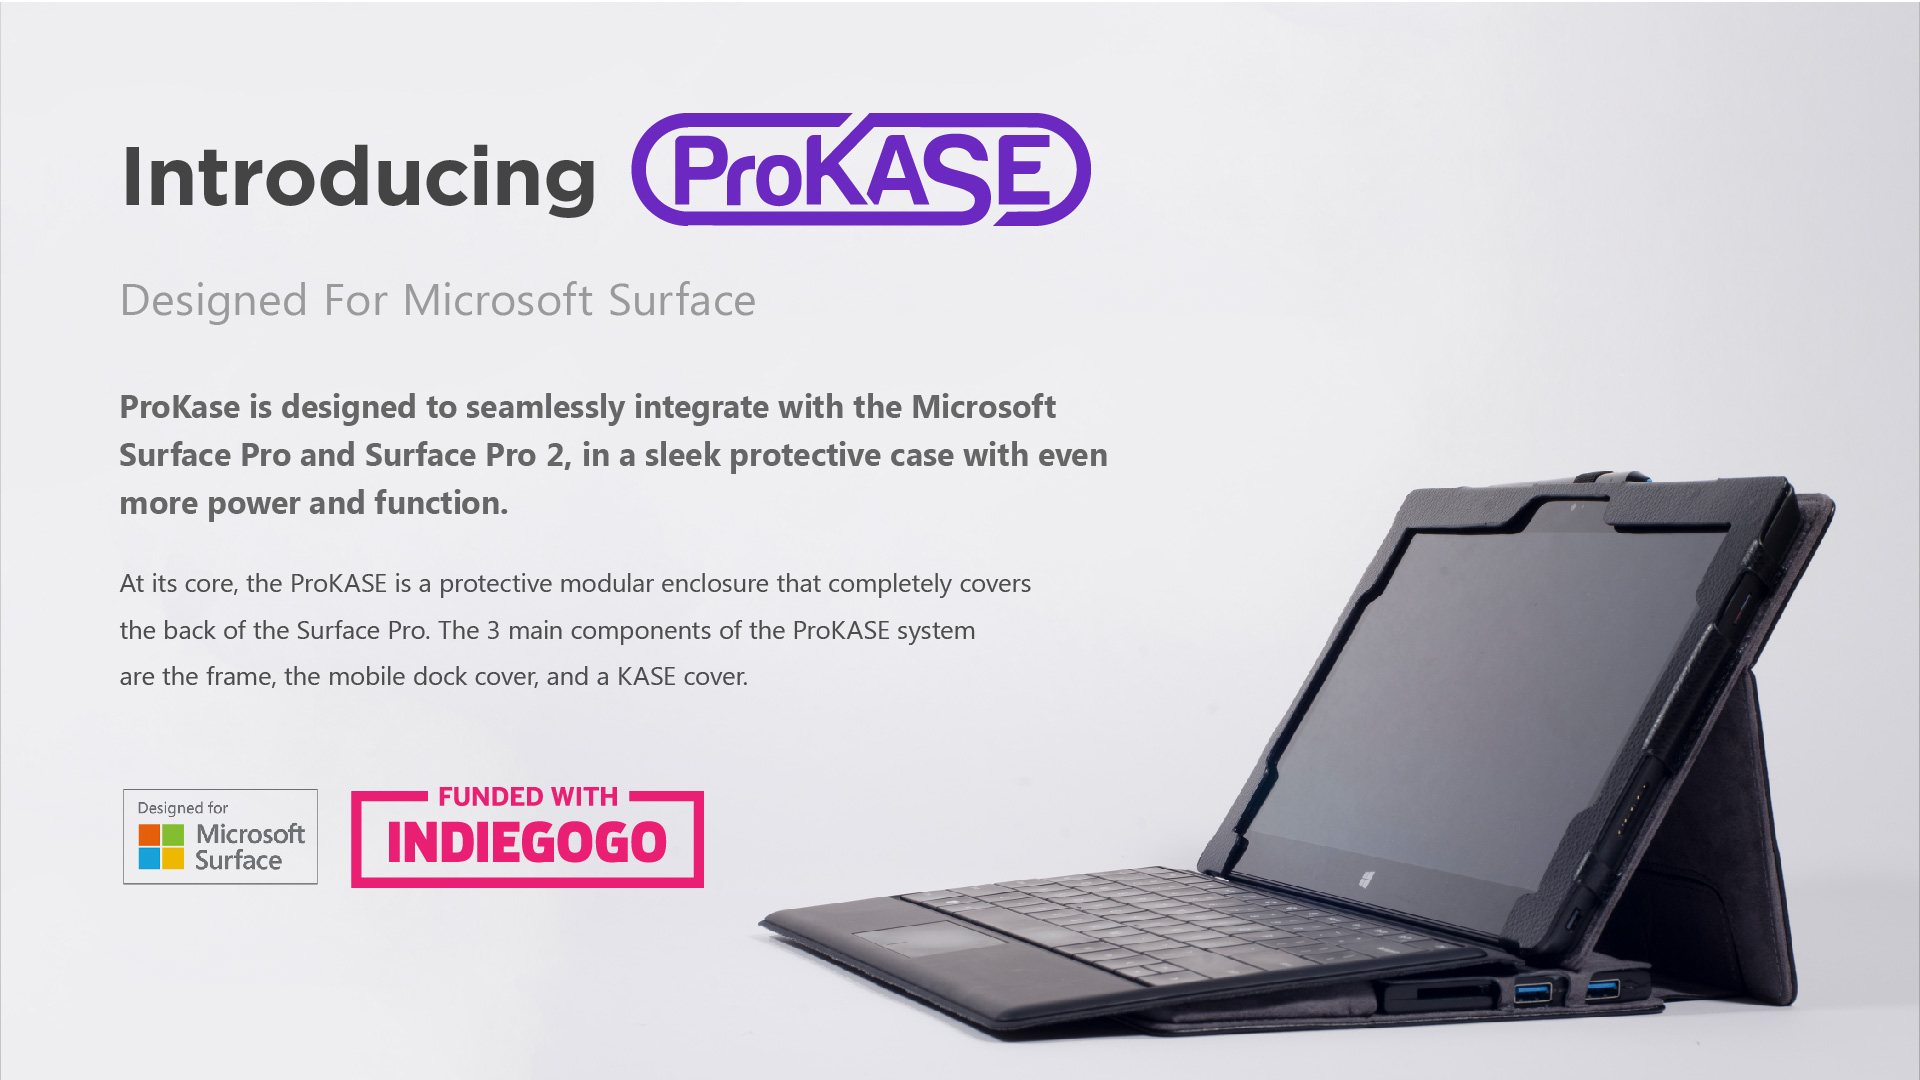 Introducing ProKASE
Designed For Microsoft Surface
ProKase is designed to seamlessly integrate with the Microsoft
Surface Pro and Surface Pro 2, in a sleek protective case with even
more power and function.
At its core, the ProKASE is a protective modular enclosure that completely covers
the back of the Surface Pro. The 3 main components of the ProKASE system
are the frame, the mobile dock cover, and a KASE cover.
Designed for
Microsoft
Surface
FUNDED WITH
INDIEGOGO